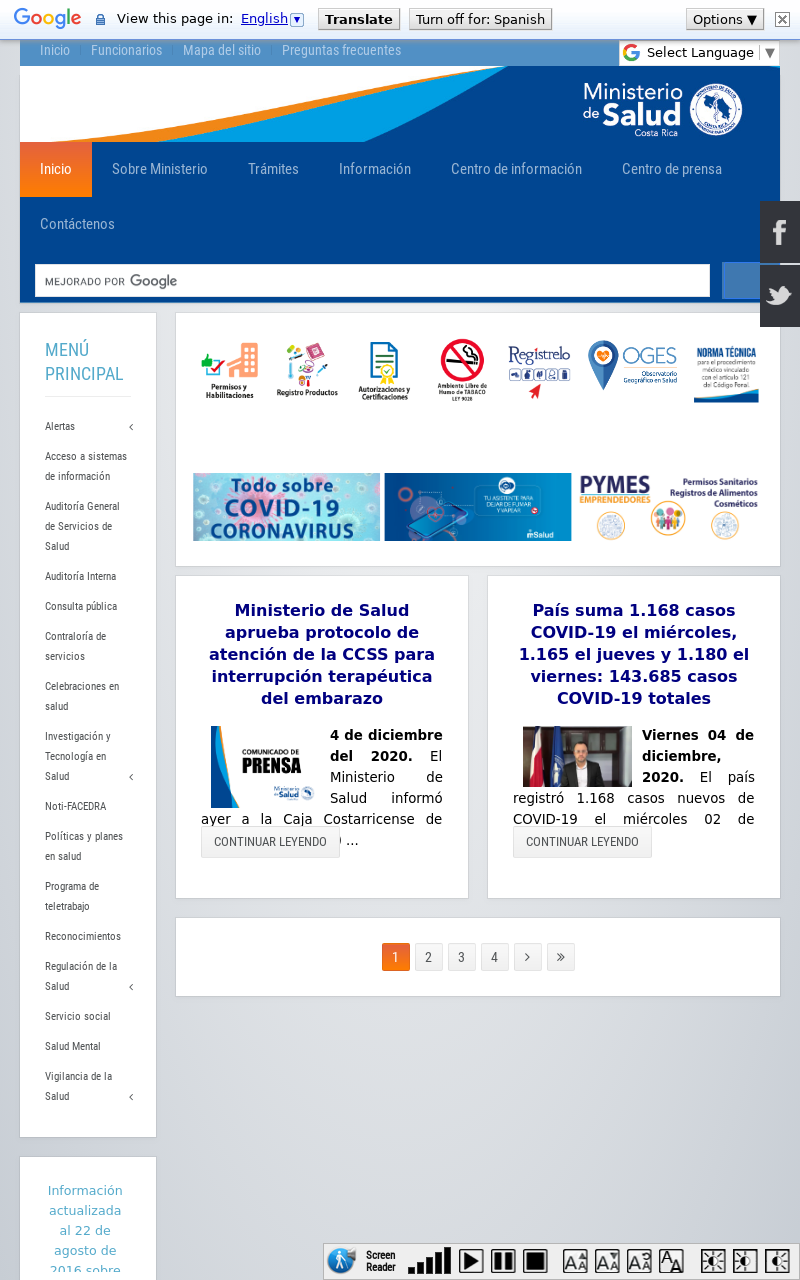 Google View this page in: English ▼ Translate Turn off for: Spanish Options ▼
Inicio Funcionarios Mapa del sitio Preguntas frecuentes
Select Language ▼
Ministerio
de Salud
Costa Rica
Inicio Sobre Ministerio Trámites Información Centro de información Centro de prensa
Contáctenos
MEJORADO POR Google
MENÚ
PRINCIPAL
Alertas
Acceso a sistemas
de información
Auditoría General
de Servicios de
Salud
Auditoría Interna
Consulta pública
Contraloría de
servicios
Celebraciones en
salud
Investigación y
Tecnología en
Salud
Noti-FACEDRA
Políticas y planes
en salud
Programa de
teletrabajo
Reconocimientos
Regulación de la
Salud
Servicio social
Salud Mental
Vigilancia de la
Salud
Información
actualizada
al 22 de
agosto de
2016 sobre
Permisos y
Habilitaciones
Registro Productos
Autorizaciones y
Certificaciones
Ambiente Libre de
Humo de TABACO
LEY 9028
Regístrelo
OGES
Observatorio
Geográfico en Salud
NORMA TÉCNICA
para el procedimiento
médico vinculado
con el artículo 121
del Código Penal.
Todo sobre
COVID-19
CORONAVIRUS
TU ASISTENTE PARA
DEJAR DE FUMAR
Y VAPEAR
mSalud
PYMES
EMPRENDEDORES
Permisos Sanitarios
Registros de Alimentos
Cosméticos
Ministerio de Salud
aprueba protocolo de
atención de la CCSS para
interrupción terapéutica
del embarazo
COMUNICADO DE
PRENSA
4 de diciembre
del 2020. El
Ministerio de
Salud informó
ayer a la Caja Costarricense de
...
CONTINUAR LEYENDO
País suma 1.168 casos
COVID-19 el miércoles,
1.165 el jueves y 1.180 el
viernes: 143.685 casos
COVID-19 totales
Viernes 04 de
diciembre,
2020. El país
registró 1.168 casos nuevos de
COVID-19 el miércoles 02 de
CONTINUAR LEYENDO
1 2 3 4 › »
Screen
Reader